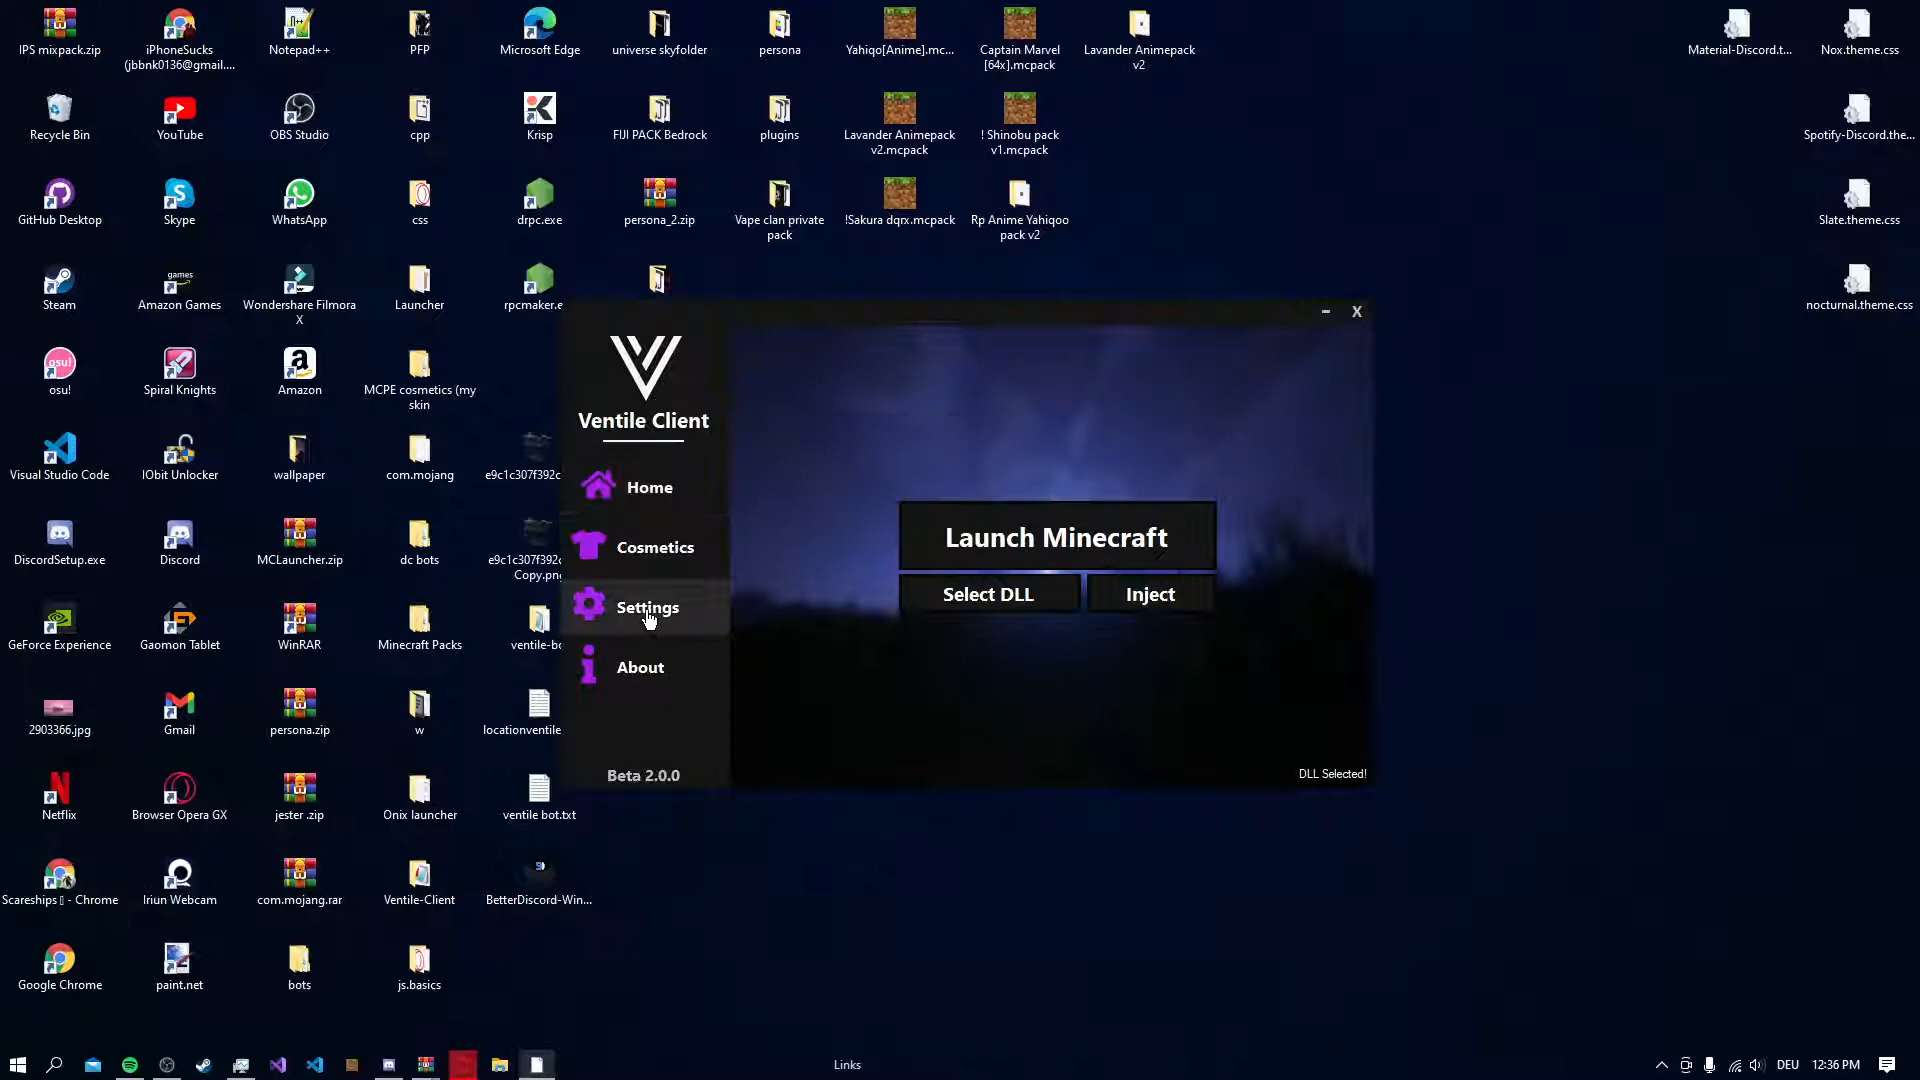 IPS mixpack.zip
iPhoneSucks
(jbbnk0136@gmail....
Notepad++
PFP
Microsoft Edge
universe skyfolder
persona
Yahiqo[Anime].mc...
Captain Marvel
[64x].mcpack
Lavander Animepack
v2
Material-Discord.t...
Nox.theme.css
Recycle Bin
YouTube
OBS Studio
cpp
Krisp
FIJI PACK Bedrock
plugins
Lavander Animepack
v2.mcpack
! Shinobu pack
v1.mcpack
Spotify-Discord.the...
GitHub Desktop
Skype
WhatsApp
css
drpc.exe
persona_2.zip
Vape clan private
pack
!Sakura dqrx.mcpack
Rp Anime Yahiqoo
pack v2
Slate.theme.css
Steam
games
Amazon Games
Wondershare Filmora
X
Launcher
rpcmaker.e
nocturnal.theme.css
osu!
osu!
Spiral Knights
Amazon
MCPE cosmetics (my
skin
Visual Studio Code
IObit Unlocker
wallpaper
com.mojang
e9c1c307f392c
DiscordSetup.exe
Discord
MCLauncher.zip
dc bots
e9c1c307f392c
Copy.png
GeForce Experience
Gaomon Tablet
WinRAR
Minecraft Packs
ventile-bo
2903366.jpg
Gmail
persona.zip
w
locationventile
Netflix
Browser Opera GX
jester .zip
Onix launcher
ventile bot.txt
Scareships ▯ - Chrome
Iriun Webcam
com.mojang.rar
Ventile-Client
BetterDiscord-Win...
Google Chrome
paint.net
bots
js.basics
X
Ventile Client
Home
Cosmetics
Settings
About
Beta 2.0.0
Launch Minecraft
Select DLL
Inject
DLL Selected!
Links
DEU
12:36 PM